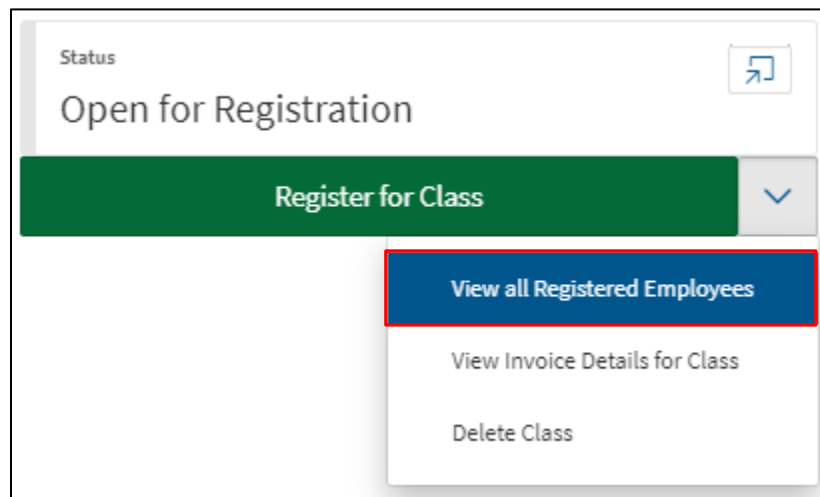 Status
Open for Registration
Register for Class
View all Registered Employees
View Invoice Details for Class
Delete Class